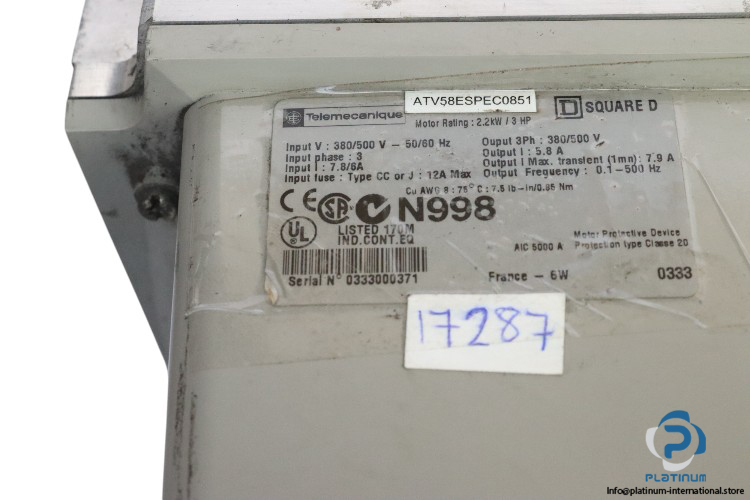 ATV58ESPEC0851
Telemecanique
SQUARE D
Motor Rating : 2.2kW / 3 HP
Input V : 380/500 V - 50/60 Hz
Input phase : 3
Input I : 7.8/6A
Input fuse : Type CC or J : 12A Max
Ouput 3Ph : 380/500 V
Output I : 5.8 A
Output I Max. transient (1mn): 7.9 A
Output Frequency : 0.1-500 Hz
Cu AWG 8 : 75°C : 7.5 lb-in/0.85 Nm
CE SA N998
UL
LISTED 170M
IND.CONT.EQ
Motor Protective Device
AIC 5000 A Protection type Classe 20
Serial N° 0333000371
France - 6W
0333
17287
PLATINUM
Info@platinum-international.store